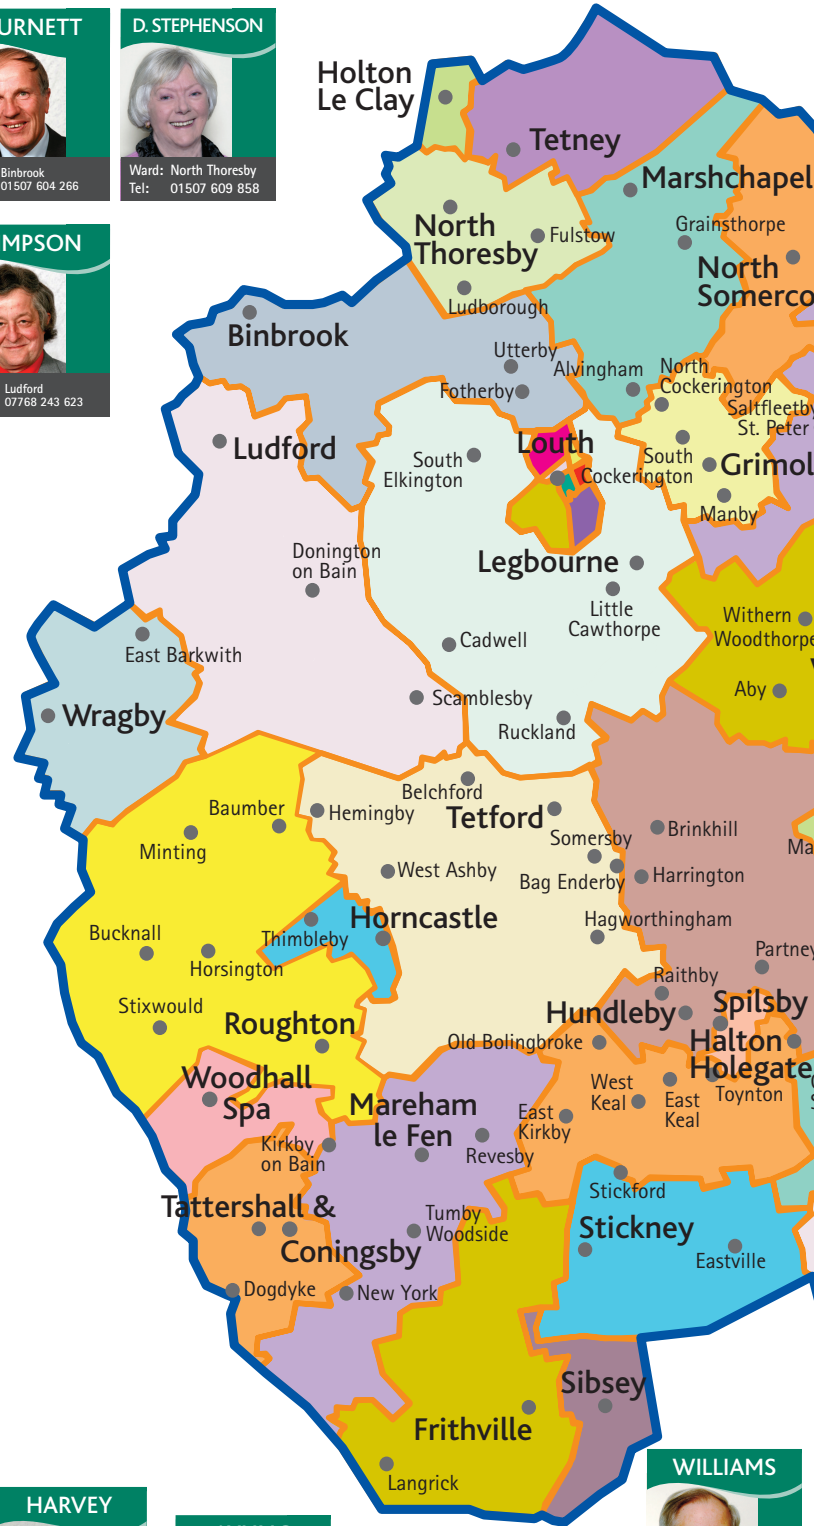 URNETT
Binbrook
01507 604 266
D. STEPHENSON
Ward: North Thoresby
Tel: 01507 609 858
MPSON
Ludford
07768 243 623
Holton
Le Clay
Tetney
Marshchapel
North
Thoresby
Fulstow
Grainsthorpe
North
Somerco
Ludborough
Binbrook
Utterby
Alvingham
Fotherby
North
Cockerington
Saltfleetby
St. Peter
Ludford
South
Elkington
Louth
South
Cockerington
Grimol
Manby
Donington
on Bain
Legbourne
Little
Cawthorpe
Withern
Woodthorpe
East Barkwith
Cadwell
Aby
Wragby
Scamblesby
Ruckland
Belchford
Baumber
Hemingby
Tetford
Minting
Somersby
Brinkhill
Ma
West Ashby
Bag Enderby
Harrington
Bucknall
Thimbleby
Horncastle
Hagworthingham
Horsington
Partney
Stixwould
Raithby
Roughton
Hundleby
Spilsby
Old Bolingbroke
Halton
Holegate
Woodhall
Spa
West
Keal
East
Keal
Toynton
Mareham
le Fen
East
Kirkby
Kirkby
on Bain
Revesby
Stickford
Tattershall &
Coningsby
Tumby
Woodside
Stickney
Eastville
Dogdyke
New York
Sibsey
Frithville
Langrick
WILLIAMS
HARVEY